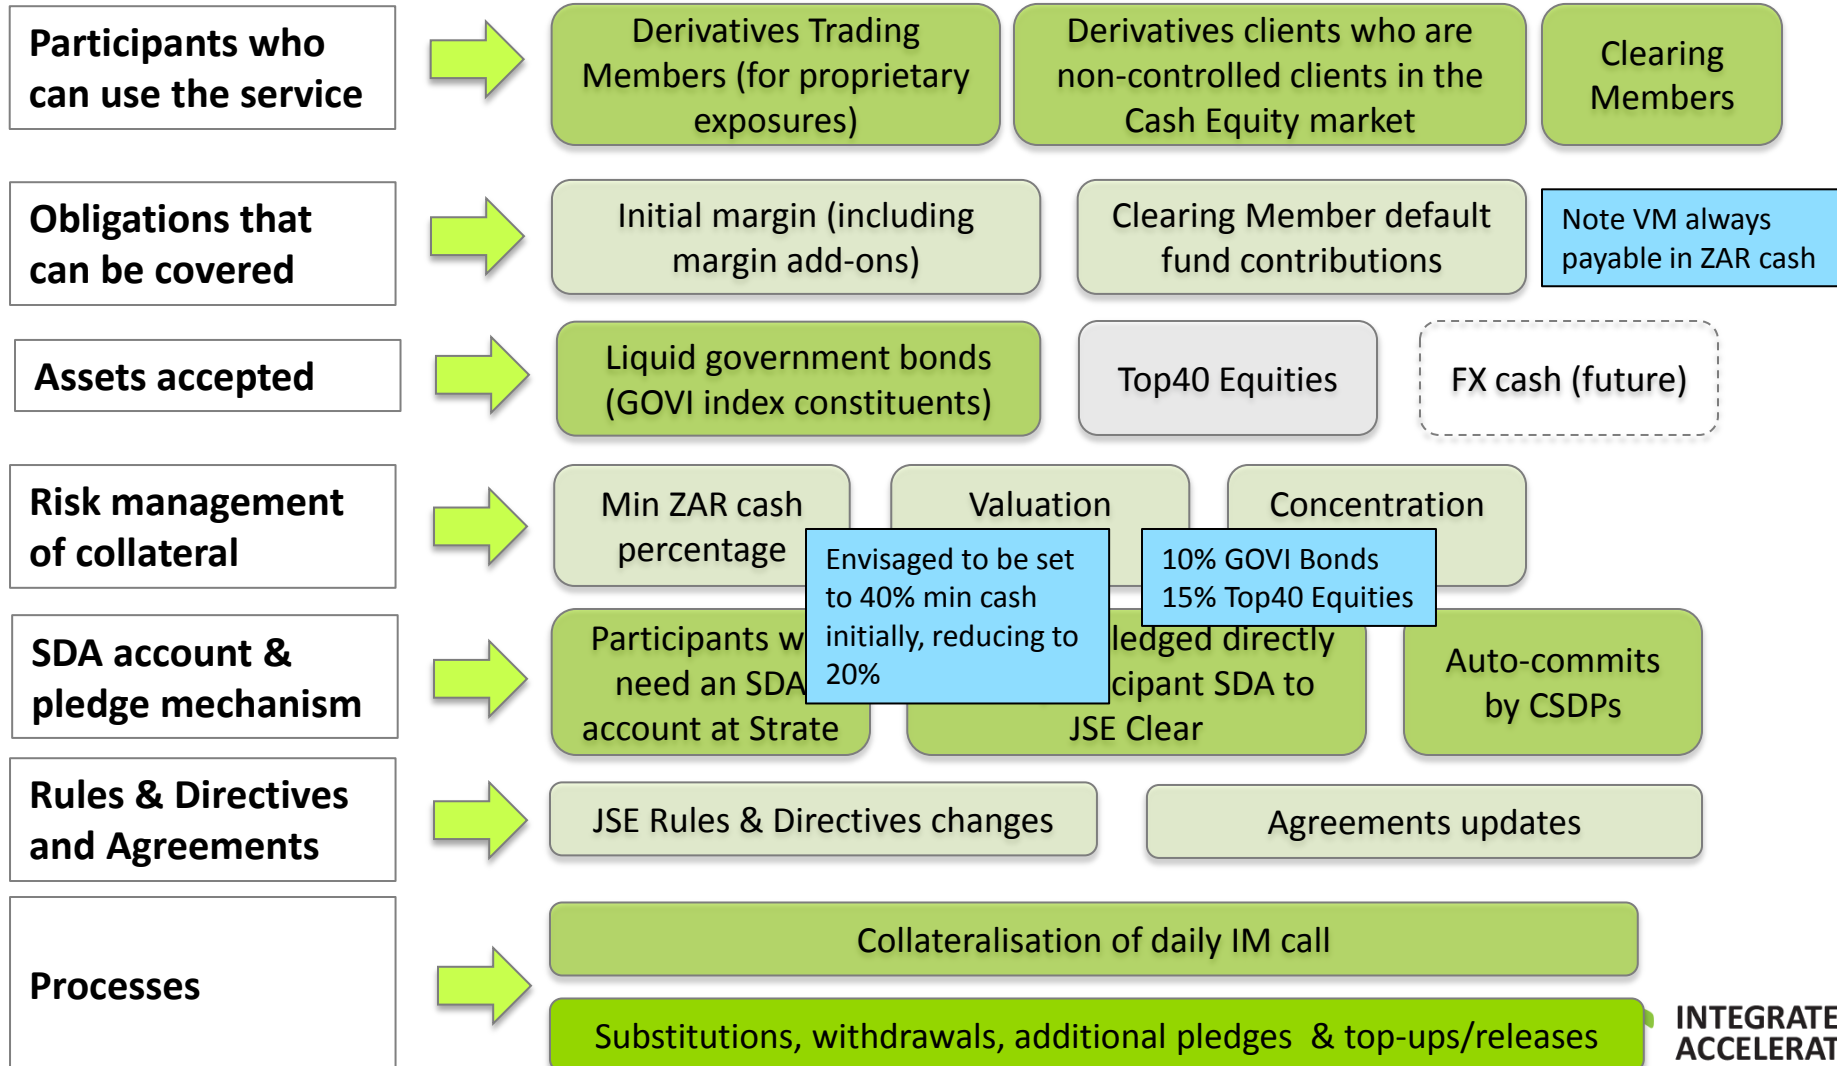 Participants who
can use the service
Derivatives Trading
Members (for proprietary
exposures)
Derivatives clients who are
non-controlled clients in the
Cash Equity market
Clearing
Members
Obligations that
can be covered
Initial margin (including
margin add-ons)
Clearing Member default
fund contributions
Note VM always
payable in ZAR cash
Assets accepted
Liquid government bonds
(GOVI index constituents)
Top40 Equities
FX cash (future)
Risk management
of collateral
Min ZAR cash
percentage
Valuation
Concentration
Envisaged to be set
to 40% min cash
initially, reducing to
20%
10% GOVI Bonds
15% Top40 Equities
SDA account &
pledge mechanism
Participants w
need an SDA
account at Strate
ledged directly
cipant SDA to
JSE Clear
Auto-commits
by CSDPs
Rules & Directives
and Agreements
JSE Rules & Directives changes
Agreements updates
Processes
Collateralisation of daily IM call
Substitutions, withdrawals, additional pledges & top-ups/releases
INTEGRATE
ACCELERAT